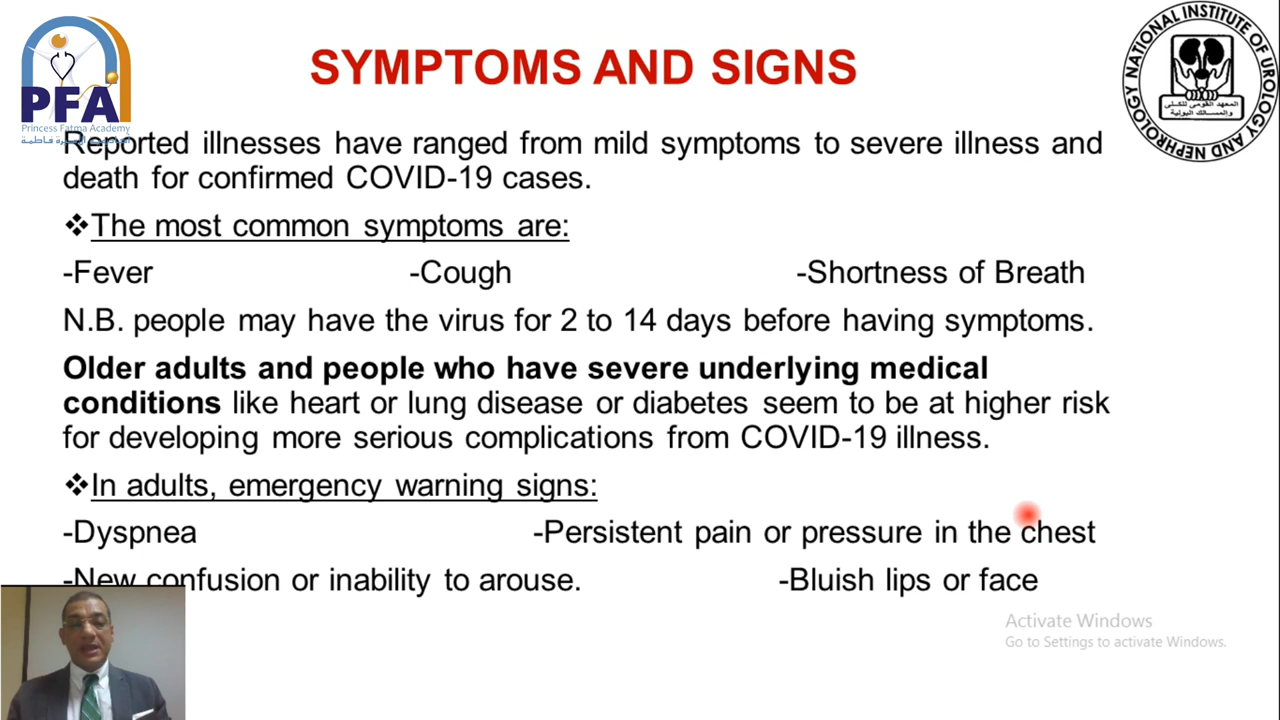 SYMPTOMS AND SIGNS
PFA
Princess Fatma Academy
أكاديمية الأميرة فاطمة
NATIONAL INSTITUTE OF UROLOGY AND NEPHROLOGY
المعهد القومى للكلى
والمسالك البولية
Reported illnesses have ranged from mild symptoms to severe illness and
death for confirmed COVID-19 cases.
❖The most common symptoms are:
-Fever -Cough -Shortness of Breath
N.B. people may have the virus for 2 to 14 days before having symptoms.
Older adults and people who have severe underlying medical
conditions like heart or lung disease or diabetes seem to be at higher risk
for developing more serious complications from COVID-19 illness.
❖In adults, emergency warning signs:
-Dyspnea -Persistent pain or pressure in the chest
-New confusion or inability to arouse. -Bluish lips or face
Activate Windows
Go to Settings to activate Windows.